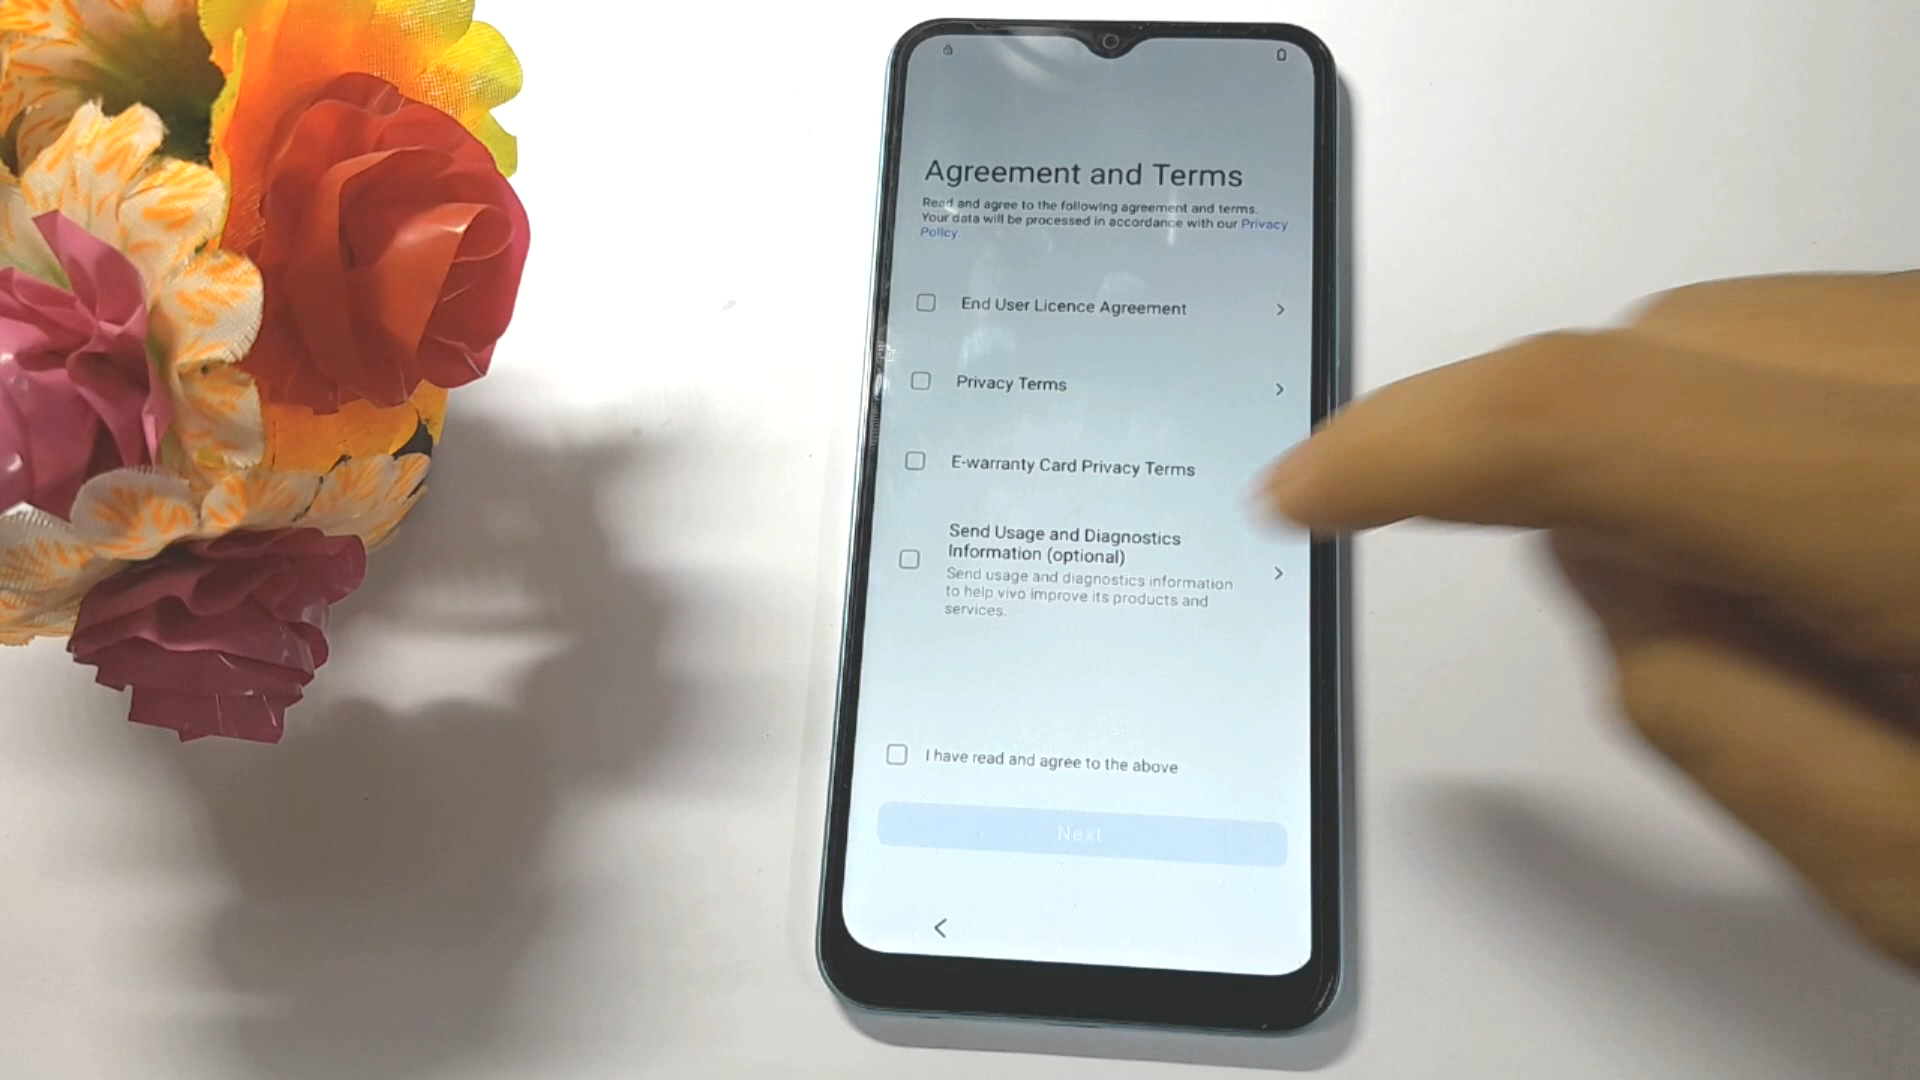 Agreement and Terms
Read and agree to the following agreement and terms.
Your data will be processed in accordance with our Privacy
Policy.
End User Licence Agreement
Privacy Terms
E-warranty Card Privacy Terms
Send Usage and Diagnostics
Information (optional)
Send usage and diagnostics information
to help vivo improve its products and
services.
I have read and agree to the above
Next